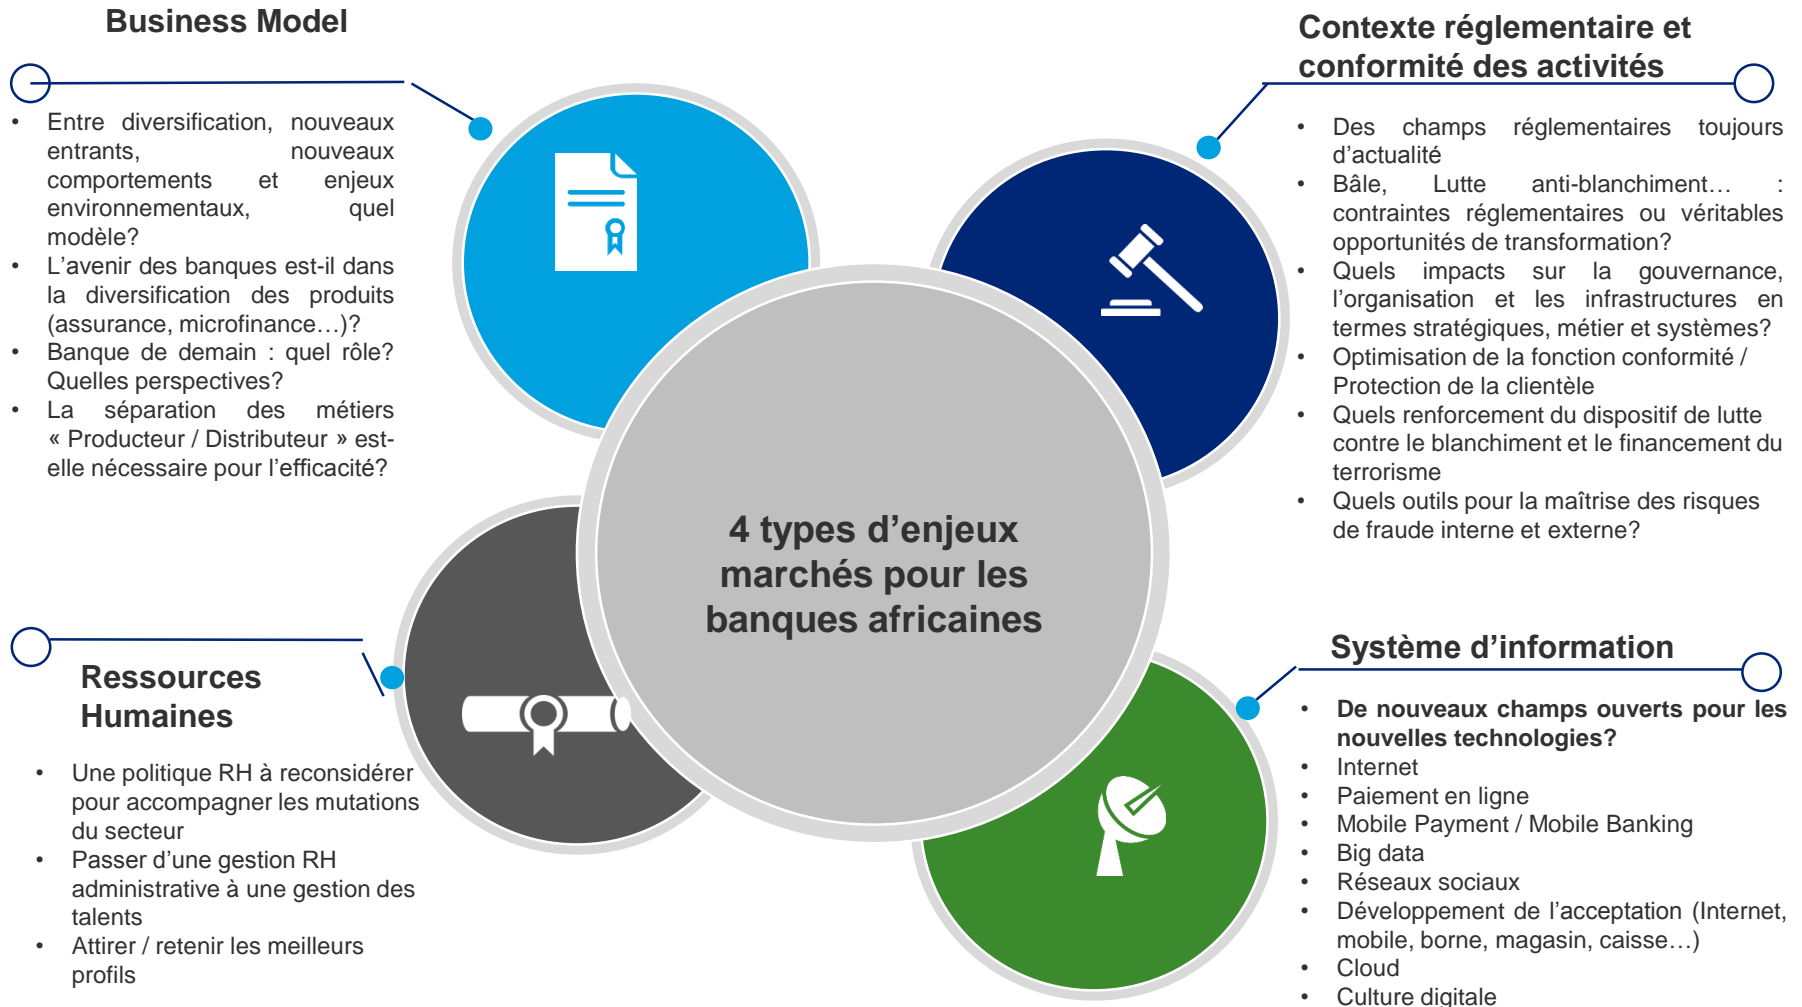 Business Model
• Entre diversification, nouveaux
entrants, nouveaux
comportements et enjeux
environnementaux, quel
modèle?
• L’avenir des banques est-il dans
la diversification des produits
(assurance, microfinance…)?
• Banque de demain : quel rôle?
Quelles perspectives?
• La séparation des métiers
« Producteur / Distributeur » est-
elle nécessaire pour l’efficacité?
Contexte réglementaire et
conformité des activités
• Des champs réglementaires toujours
d’actualité
• Bâle, Lutte anti-blanchiment… :
contraintes réglementaires ou véritables
opportunités de transformation?
• Quels impacts sur la gouvernance,
l’organisation et les infrastructures en
termes stratégiques, métier et systèmes?
• Optimisation de la fonction conformité /
Protection de la clientèle
• Quels renforcement du dispositif de lutte
contre le blanchiment et le financement du
terrorisme
• Quels outils pour la maîtrise des risques
de fraude interne et externe?
4 types d’enjeux
marchés pour les
banques africaines
Ressources
Humaines
• Une politique RH à reconsidérer
pour accompagner les mutations
du secteur
• Passer d’une gestion RH
administrative à une gestion des
talents
• Attirer / retenir les meilleurs
profils
Système d’information
• De nouveaux champs ouverts pour les
nouvelles technologies?
• Internet
• Paiement en ligne
• Mobile Payment / Mobile Banking
• Big data
• Réseaux sociaux
• Développement de l’acceptation (Internet,
mobile, borne, magasin, caisse…)
• Cloud
• Culture digitale